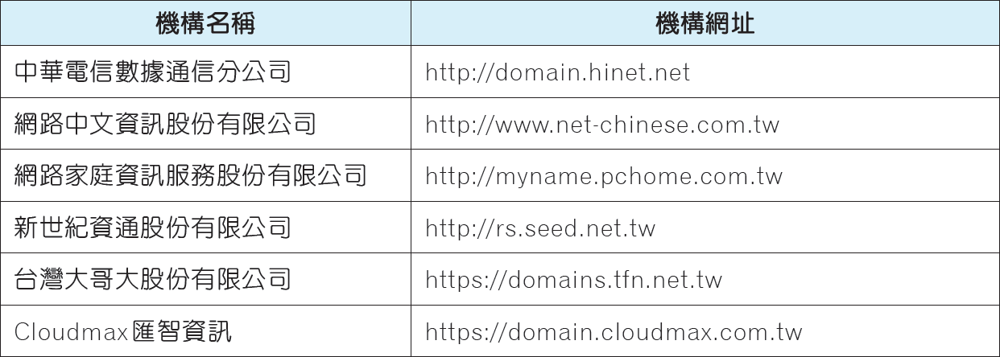 機構名稱 機構網址
中華電信數據通信分公司 http://domain.hinet.net
網路中文資訊股份有限公司 http://www.net-chinese.com.tw
網路家庭資訊服務股份有限公司 http://myname.pchome.com.tw
新世紀資通股份有限公司 http://rs.seed.net.tw
台灣大哥大股份有限公司 https://domains.tfn.net.tw
Cloudmax匯智資訊 https://domain.cloudmax.com.tw